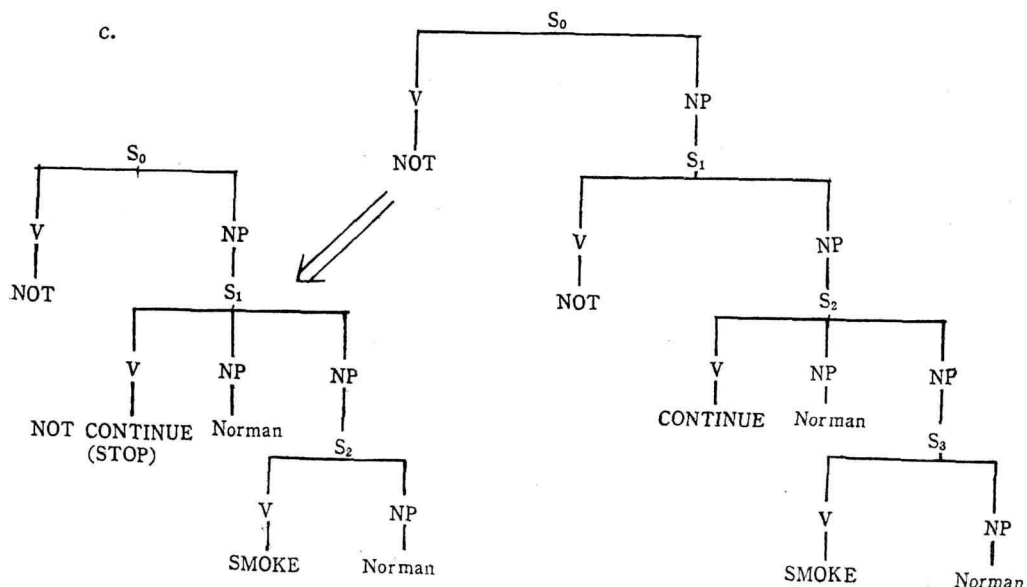 c.
S₀
V NP
NOT S₁
S₀
V NP
V NP
NOT S₁
NOT S₂
V NP NP
V NP NP
NOT CONTINUE Norman
(STOP)
CONTINUE Norman
S₂
S₃
V NP
V NP
SMOKE Norman
SMOKE Norman